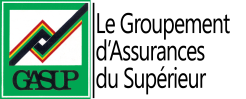 GASUP
Le Groupement
d'Assurances
du Supérieur